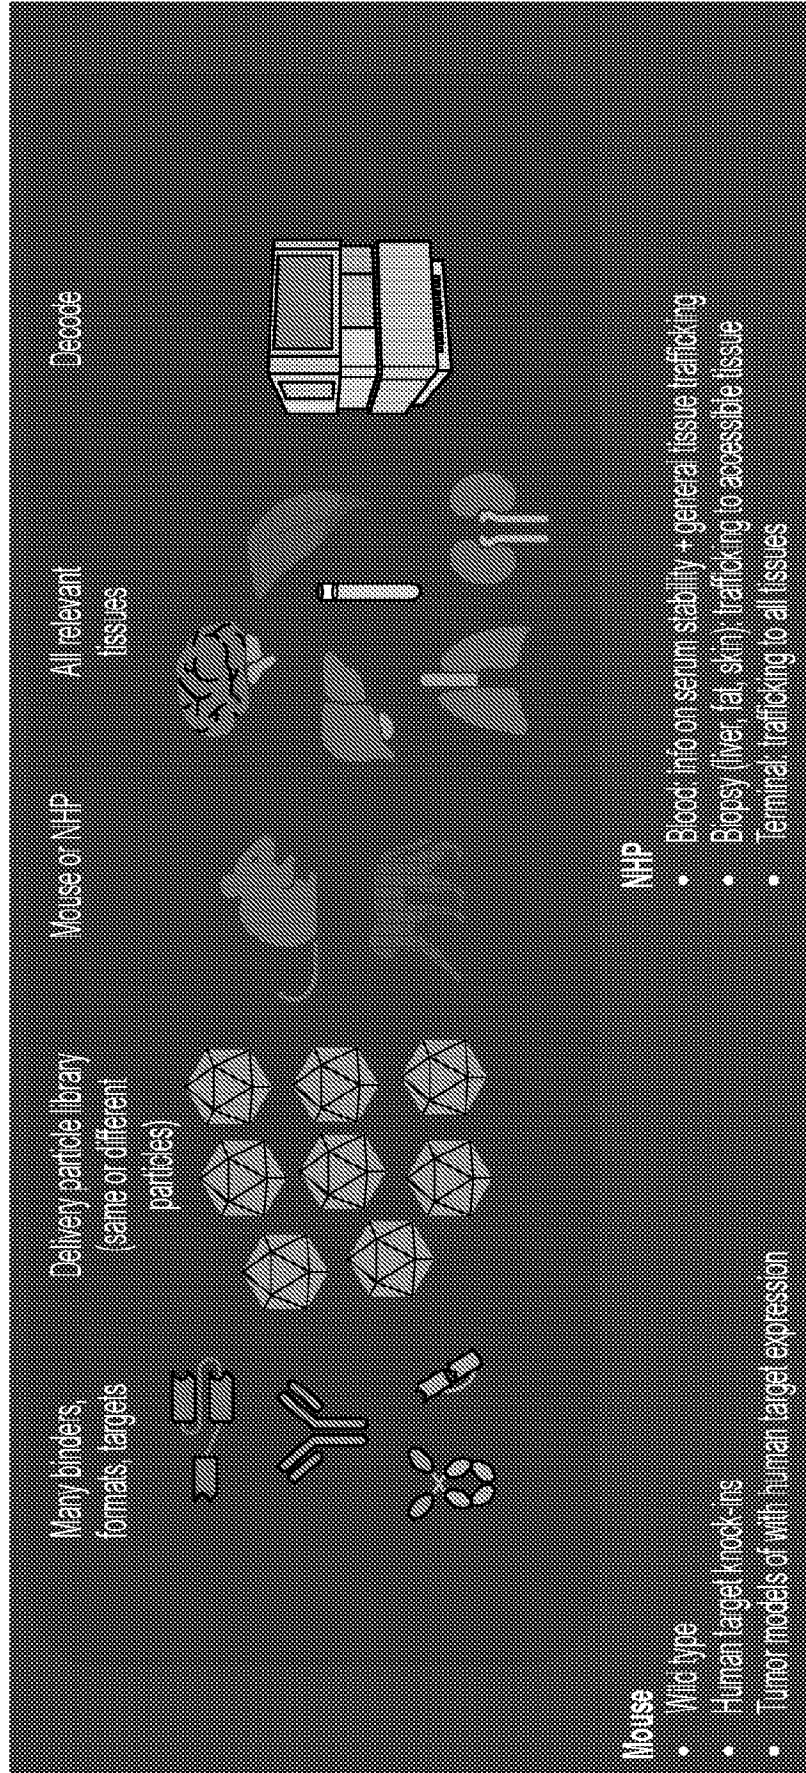 Many binders,
formats, targets
Delivery particle library
(same or different
particles)
Mouse or NHP
All relevant
tissues
Decode
Mouse
• Wild type
• Human target knock-ins
• Tumor models of with human target expression
NHP
• Blood: info on serum stability + general tissue trafficking
• Biopsy (liver, fat, skin): trafficking to accessible tissue
• Terminal: trafficking to all tissues